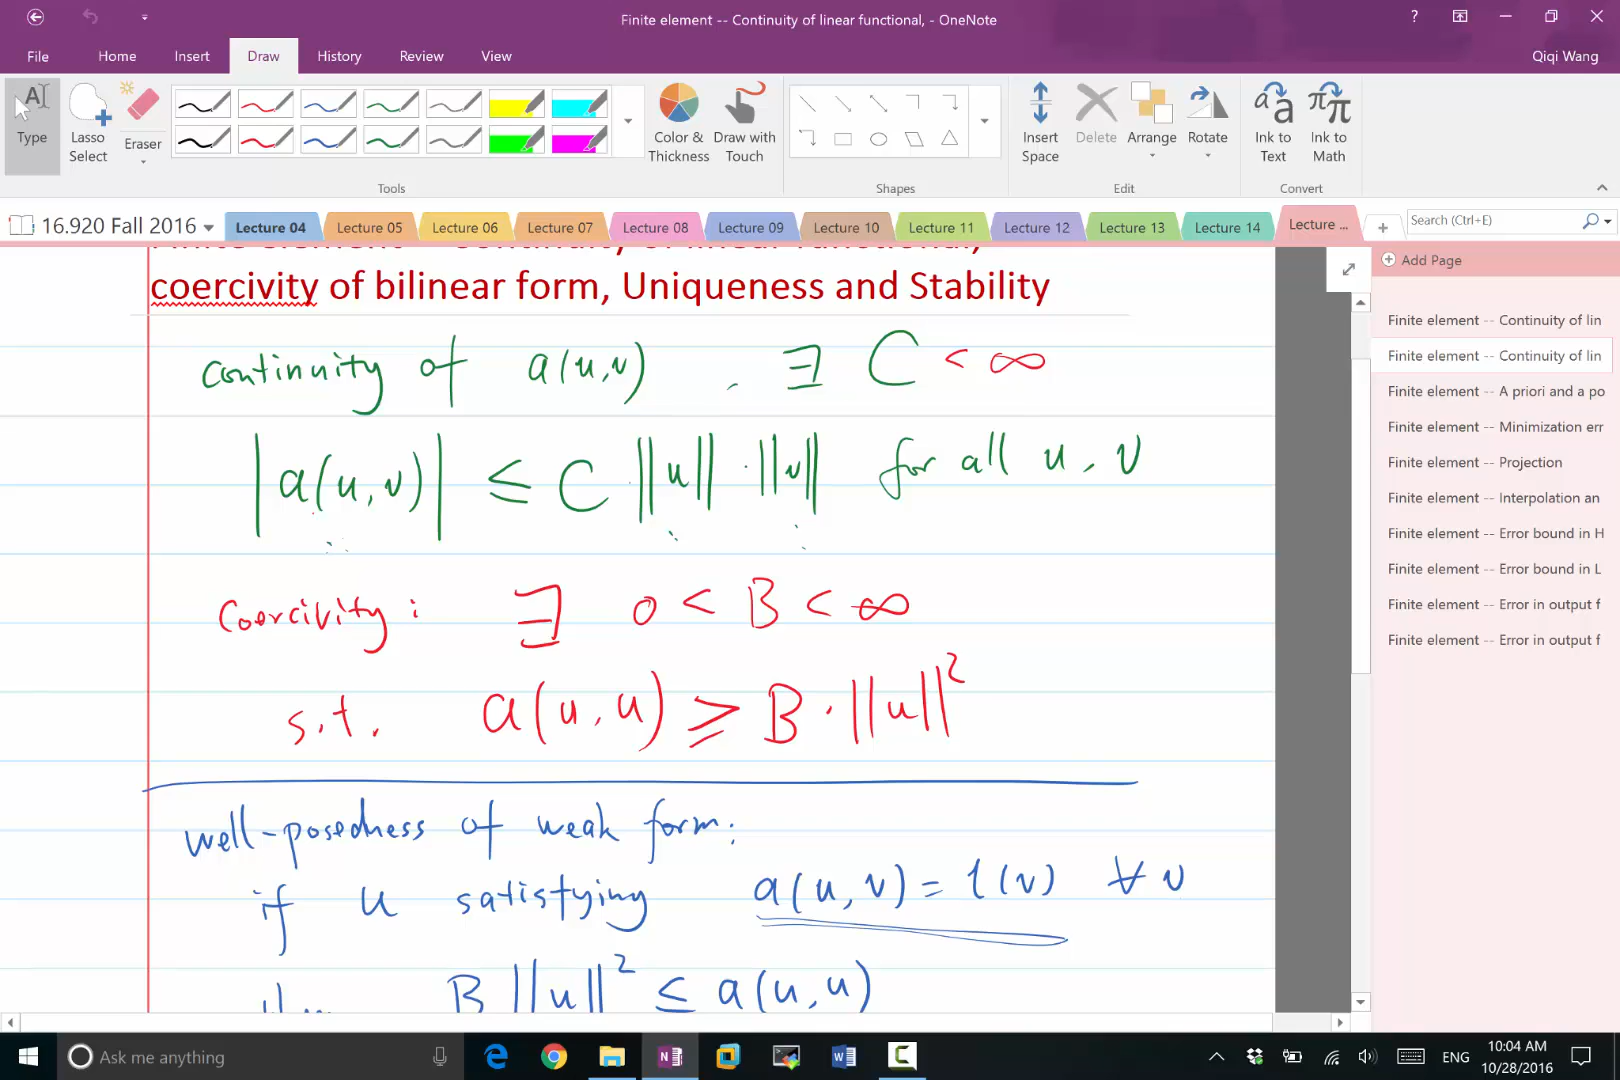 Finite element -- Continuity of linear functional, - OneNote
?
File
Home
Insert
Draw
History
Review
View
Qiqi Wang
Type
Lasso Select
Eraser
Color & Thickness
Draw with Touch
Insert Space
Delete
Arrange
Rotate
Ink to Text
Ink to Math
Tools
Shapes
Edit
Convert
16.920 Fall 2016
Lecture 04
Lecture 05
Lecture 06
Lecture 07
Lecture 08
Lecture 09
Lecture 10
Lecture 11
Lecture 12
Lecture 13
Lecture 14
Lecture ...
Search (Ctrl+E)
Finite element -- Continuity of linear functional,
coercivity of bilinear form, Uniqueness and Stability
continuity of a(u,v) , ∃ C < ∞
|a(u,v)| ≤ C ||u|| · ||v|| for all u, v
Coercivity: ∃ 0 < B < ∞
s.t. a(u,u) ≥ B · ||u||²
well-posedness of weak form:
if u satisfying a(u,v) = l(v) ∀ v
B ||u||² ≤ a(u,u)
Add Page
Finite element -- Continuity of lin
Finite element -- Continuity of lin
Finite element -- A priori and a po
Finite element -- Minimization err
Finite element -- Projection
Finite element -- Interpolation an
Finite element -- Error bound in H
Finite element -- Error bound in L
Finite element -- Error in output f
Finite element -- Error in output f
Ask me anything
ENG
10:04 AM
10/28/2016